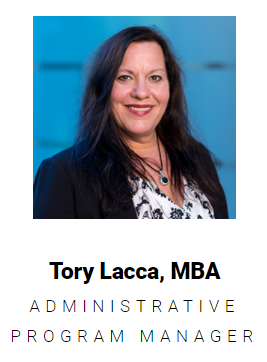 Tory Lacca, MBA
ADMINISTRATIVE
PROGRAM MANAGER